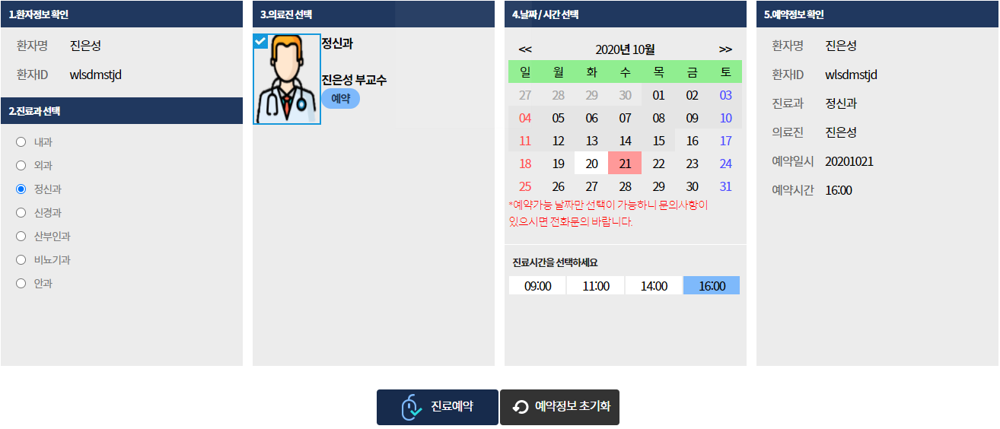 1.환자정보 확인
환자명 진은성
환자ID wlsdmstjd
2.진료과 선택
내과
외과
정신과
신경과
산부인과
비뇨기과
안과
3.의료진 선택
정신과
진은성 부교수
예약
4.날짜 / 시간 선택
<< 2020년 10월 >>
일 월 화 수 목 금 토
27 28 29 30 01 02 03
04 05 06 07 08 09 10
11 12 13 14 15 16 17
18 19 20 21 22 23 24
25 26 27 28 29 30 31
*예약가능 날짜만 선택이 가능하니 문의사항이
있으시면 전화문의 바랍니다.
진료시간을 선택하세요
09:00 11:00 14:00 16:00
5.예약정보 확인
환자명 진은성
환자ID wlsdmstjd
진료과 정신과
의료진 진은성
예약일시 20201021
예약시간 16:00
진료예약
예약정보 초기화